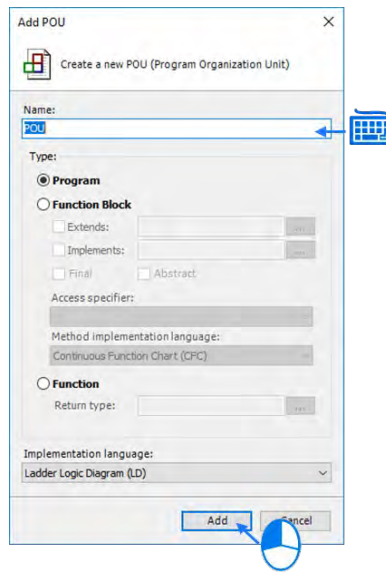 Add POU
Create a new POU (Program Organization Unit)
Name:
POU
Type:
Program
Function Block
Extends:
...
Implements:
...
Final Abstract
Access specifier:
Method implementation language:
Continuous Function Chart (CFC)
Function
Return type:
...
Implementation language:
Ladder Logic Diagram (LD)
Add Cancel